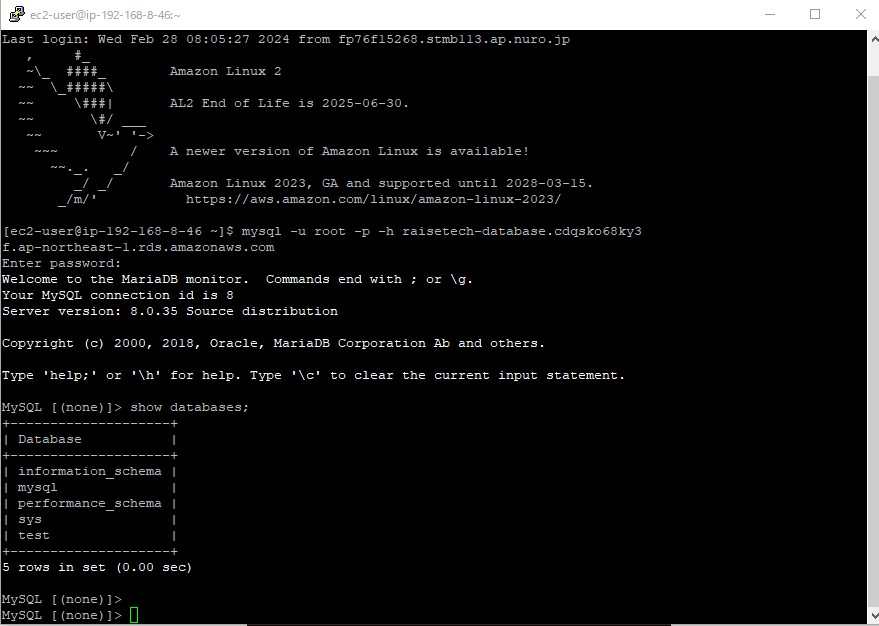 ec2-user@ip-192-168-8-46:~
Last login: Wed Feb 28 08:05:27 2024 from fp76f15268.stmb113.ap.nuro.jp
   ,     #_
   ~\_  ####_        Amazon Linux 2
  ~~  \_#####\
  ~~     \###|       AL2 End of Life is 2025-06-30.
  ~~       \#/ ___
   ~~       V~' '->
    ~~~         /    A newer version of Amazon Linux is available!
      ~~._.   _/
         _/ _/       Amazon Linux 2023, GA and supported until 2028-03-15.
       _/m/'           https://aws.amazon.com/linux/amazon-linux-2023/
[ec2-user@ip-192-168-8-46 ~]$ mysql -u root -p -h raisetech-database.cdqsko68ky3
f.ap-northeast-1.rds.amazonaws.com
Enter password:
Welcome to the MariaDB monitor.  Commands end with ; or \g.
Your MySQL connection id is 8
Server version: 8.0.35 Source distribution
Copyright (c) 2000, 2018, Oracle, MariaDB Corporation Ab and others.
Type 'help;' or '\h' for help. Type '\c' to clear the current input statement.
MySQL [(none)]> show databases;
+--------------------+
| Database           |
+--------------------+
| information_schema |
| mysql              |
| performance_schema |
| sys                |
| test               |
+--------------------+
5 rows in set (0.00 sec)
MySQL [(none)]>
MySQL [(none)]>